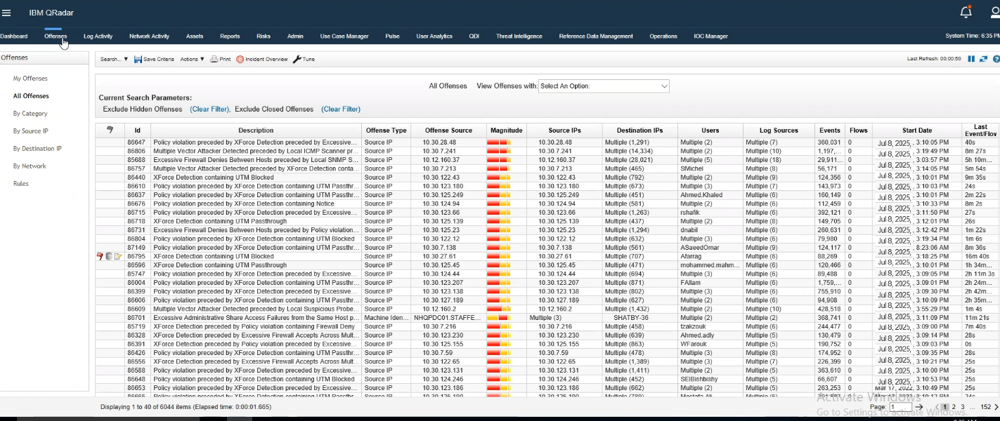 IBM QRadar
Dashboard Offenses Log Activity Network Activity Assets Reports Risks Admin Use Case Manager Pulse User Analytics QDI Threat Intelligence Reference Data Management Operations IOC Manager System Time: 6:35 PM
Offenses
My Offenses
All Offenses
By Category
By Source IP
By Destination IP
By Network
Rules
Search... Save Criteria Actions Print Incident Overview Tune Last Refresh: 00:00:50
All Offenses View Offenses with: Select An Option:
Current Search Parameters:
Exclude Hidden Offenses (Clear Filter), Exclude Closed Offenses (Clear Filter)
Id Description Offense Type Offense Source Magnitude Source IPs Destination IPs Users Log Sources Events Flows Start Date Last Event/Flow
86647 Policy violation preceded by XForce Detection preceded by Excessive... Source IP 10.30.28.48 10.30.28.48 Multiple (1,291) Multiple (2) Multiple (7) 360,031 0 Jul 8, 2025, 3:10:05 PM 40s
86806 Multiple Vector Attacker Detected preceded by Local ICMP Scanner pr... Source IP 10.30.7.241 10.30.7.241 Multiple (14,334) Multiple (2) Multiple (10) 1,197,... 0 Jul 8, 2025, 3:19:49 PM 8m 27s
85688 Excessive Firewall Denies Between Hosts preceded by Local SNMP S... Source IP 10.12.160.37 10.12.160.37 Multiple (28,021) Multiple (5) Multiple (18) 29,911... 0 3:03:57 PM 5h 10m...
86757 Multiple Vector Attacker Detected preceded by XForce Detection conta... Source IP 10.30.7.213 10.30.7.213 Multiple (465) SMichel Multiple (8) 56,171 0 Jul 8, 2025, 3:14:05 PM 5m 54s
86440 XForce Detection containing UTM Blocked Source IP 10.30.122.43 10.30.122.43 Multiple (792) Multiple (2) Multiple (9) 124,356 0 Jul 8, 2025, 3:10:01 PM 9m 35s
86610 Policy violation preceded by XForce Detection containing UTM Passthr... Source IP 10.30.123.180 10.30.123.180 Multiple (673) Multiple (3) Multiple (7) 143,973 0 Jul 8, 2025, 3:10:03 PM 24s
86637 Policy violation preceded by XForce Detection containing UTM Passthr... Source IP 10.30.125.249 10.30.125.249 Multiple (451) Ahmed.Khaled Multiple (6) 160,149 0 Jul 8, 2025, 3:10:01 PM 2m 22s
86676 Policy violation preceded by XForce Detection containing Notice Source IP 10.30.124.94 10.30.124.94 Multiple (581) Multiple (2) Multiple (6) 112,459 0 3:10:33 PM 8m 2s
86715 Policy violation preceded by XForce Detection preceded by Excessive... Source IP 10.30.123.66 10.30.123.66 Multiple (1,263) rshafik Multiple (6) 392,121 0 Jul 8, 2025, 3:11:50 PM 27s
86718 XForce Detection containing UTM Passthrough Source IP 10.30.125.139 10.30.125.139 Multiple (437) Multiple (2) Multiple (8) 149,705 0 Jul 8, 2025, 3:12:01 PM 26s
86731 Excessive Firewall Denies Between Hosts preceded by Policy violation... Source IP 10.30.125.23 10.30.125.23 Multiple (1,294) dnabil Multiple (6) 260,631 0 Jul 8, 2025, 3:12:42 PM 1m 22s
86804 Policy violation preceded by XForce Detection containing UTM Blocked Source IP 10.30.122.12 10.30.122.12 Multiple (632) Multiple (3) Multiple (6) 79,980 0 Jul 8, 2025, 3:19:34 PM 1m 6s
87149 Policy violation preceded by XForce Detection containing UTM Passthr... Source IP 10.30.7.138 10.30.7.138 Multiple (561) ASaeedOmar Multiple (9) 124,117 0 Jul 8, 2025, 8:23:06 AM 8m 36s
86795 XForce Detection containing UTM Blocked Source IP 10.30.27.61 10.30.27.61 Multiple (707) Afarrag Multiple (6) 88,269 0 3:18:25 PM 16m 40s
86596 XForce Detection containing UTM Passthrough Source IP 10.30.125.45 10.30.125.45 Multiple (471) mohammed.mahm... Multiple (6) 120,466 0 Jul 8, 2025, 3:10:01 PM 1h 34m...
85747 Policy violation preceded by XForce Detection preceded by Excessive... Source IP 10.30.124.44 10.30.124.44 Multiple (694) Multiple (3) Multiple (6) 89,488 0 Jul 8, 2025, 3:09:05 PM 2h 11m 3s
86004 Policy violation preceded by XForce Detection containing UTM Passthr... Source IP 10.30.123.207 10.30.123.207 Multiple (871) FAllam Multiple (6) 1,759,... 0 Jul 8, 2025, 3:09:01 PM 2h 24m...
86399 Policy violation preceded by XForce Detection preceded by Excessive... Source IP 10.30.123.138 10.30.123.138 Multiple (802) Multiple (3) Multiple (6) 755,910 0 Jul 8, 2025, 3:09:30 PM 2h 42m...
86606 Policy violation preceded by XForce Detection containing UTM Passthr... Source IP 10.30.127.189 10.30.127.189 Multiple (627) Multiple (2) Multiple (6) 94,908 0 Jul 8, 2025, 3:10:09 PM 2h 35m...
86609 Multiple Vector Attacker Detected preceded by Local Suspicious Probe... Source IP 10.12.160.2 10.12.160.2 Multiple (1,432) Multiple (2) Multiple (10) 428,518 0 3:55:29 PM 1m 4s
86701 Excessive Administrative Share Access Failures from the Same Host p... Machine Iden... NHQPDC01.STAFFE... Multiple (3) SHATBY-36 Multiple (2) Multiple (2) 368,741 0 Jul 8, 2025, 3:11:09 PM 11m 21s
85719 XForce Detection preceded by Policy violation containing Firewall Deny Source IP 10.30.7.216 10.30.7.216 Multiple (458) tzakzouk Multiple (6) 244,477 0 Jul 8, 2025, 3:09:00 PM 7m 40s
86328 XForce Detection preceded by Excessive Firewall Accepts Across Mult... Source IP 10.30.123.230 10.30.123.230 Multiple (639) Ahmed.adly Multiple (5) 130,479 0 Jul 8, 2025, 3:09:14 PM 28s
86391 XForce Detection preceded by Policy violation preceded by Excessive... Source IP 10.30.125.155 10.30.125.155 Multiple (863) WFarouk Multiple (5) 190,752 0 Jul 8, 2025, 3:09:03 PM 0s
86426 Policy violation preceded by XForce Detection containing UTM Passthr... Source IP 10.30.7.59 10.30.7.59 Multiple (478) Multiple (3) Multiple (8) 174,952 0 Jul 8, 2025, 3:09:35 PM 28s
86556 XForce Detection preceded by Excessive Firewall Accepts Across Mult... Source IP 10.30.122.65 10.30.122.65 Multiple (1,389) Multiple (3) Multiple (7) 226,399 0 Jul 8, 2025, 3:10:21 PM 25s
86588 Policy violation preceded by XForce Detection preceded by Excessive... Source IP 10.30.123.131 10.30.123.131 Multiple (1,411) Multiple (2) Multiple (5) 363,610 0 Jul 8, 2025, 3:10:00 PM 25s
86648 Policy violation preceded by XForce Detection containing UTM Blocked Source IP 10.30.124.246 10.30.124.246 Multiple (452) SElBishbishy Multiple (5) 66,607 0 Jul 8, 2025, 3:10:53 PM 25s
86653 Policy violation preceded by XForce Detection preceded by Excessive... Source IP 10.30.123.186 10.30.123.186 Multiple (662) Multiple (2) Multiple (5) 263,253 0 Mar 17, 2022, 3:10:49 PM 25s
Activate Windows
Go to Settings to activate Windows.
Displaying 1 to 40 of 6044 items (Elapsed time: 0:00:01.665) Page: 1 1 2 3 ... 152